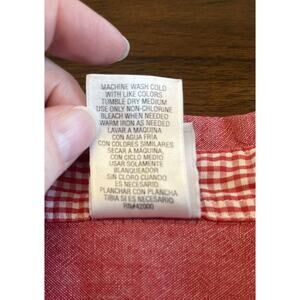 MACHINE WASH COLD
WITH LIKE COLORS
TUMBLE DRY MEDIUM
USE ONLY NON-CHLORINE
BLEACH WHEN NEEDED
WARM IRON AS NEEDED
LAVAR A MAQUINA
CON AGUA FRIA
CON COLORES SIMILARES
SECAR A MAQUINA,
CON CICLO MEDIO
USAR SOLAMENTE
BLANQUEADOR
SIN CLORO CUANDO
ES NECESARIO
PLANCHAR CON PLANCHA
TIBIA SI ES NECESARIO
RN#42000